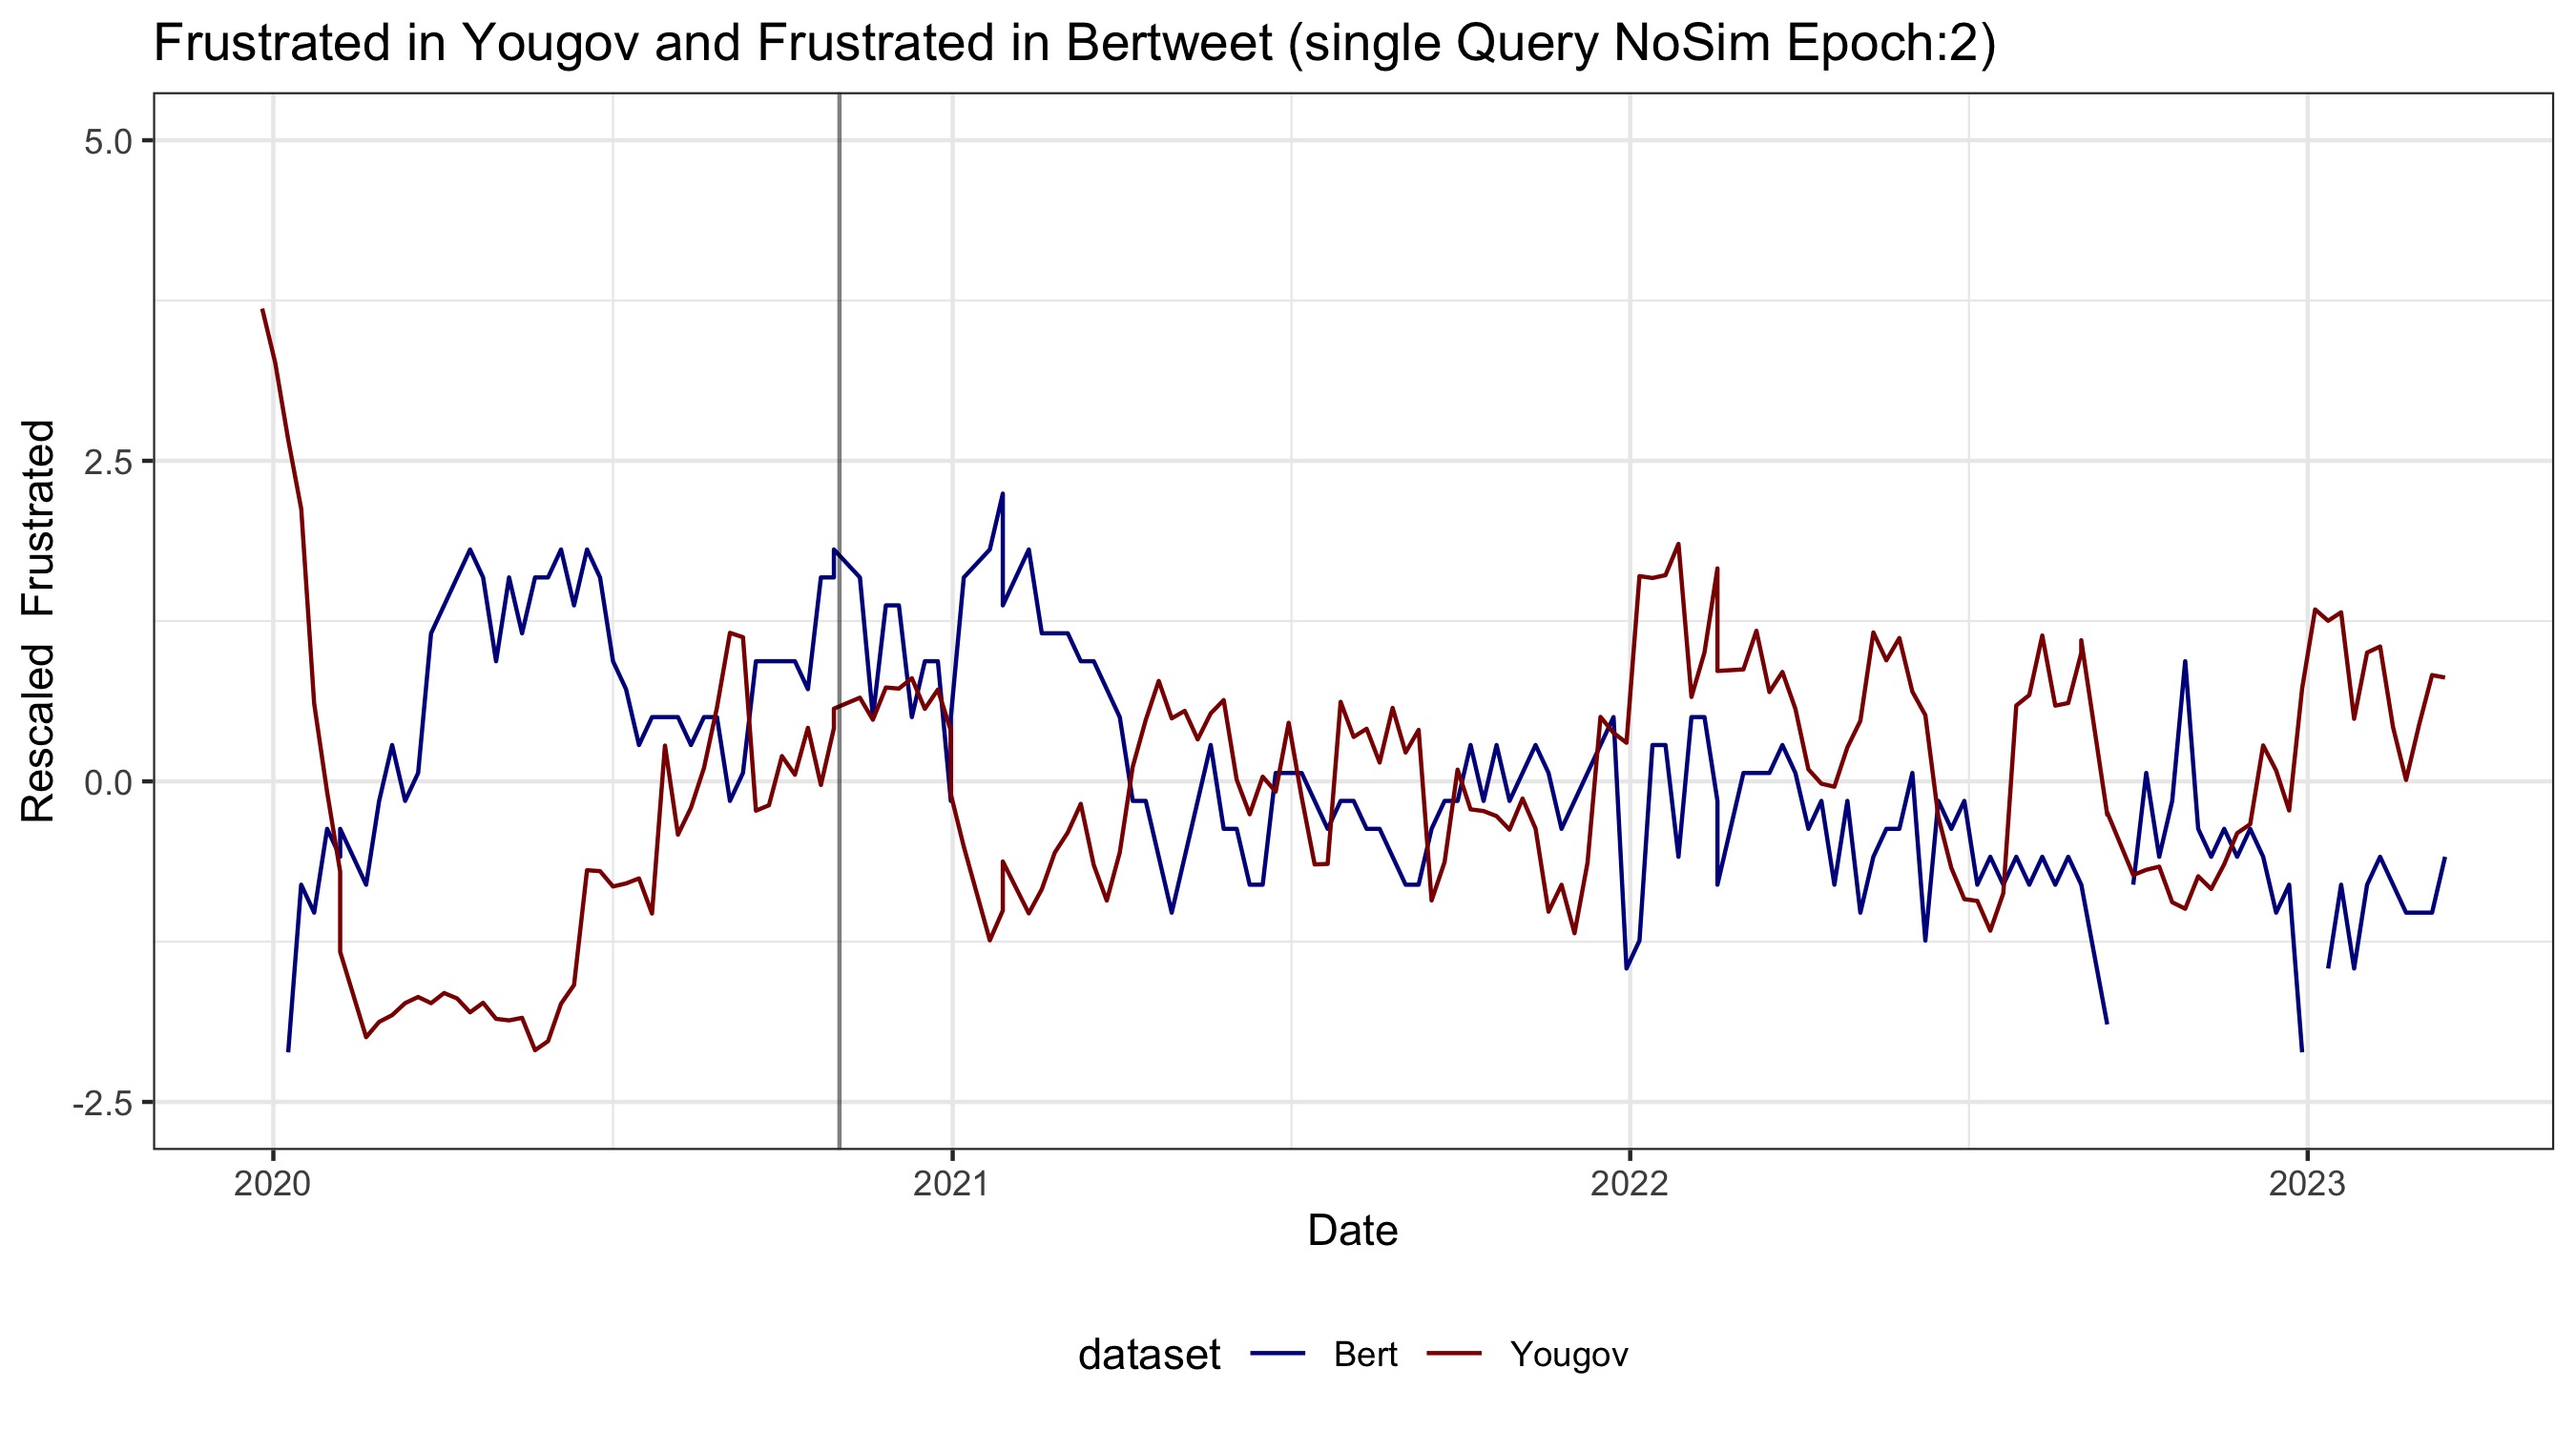 Frustrated in Yougov and Frustrated in Bertweet (single Query NoSim Epoch:2)
Rescaled Frustrated
5.0
2.5
0.0
-2.5
2020
2021
2022
2023
Date
dataset Bert Yougov